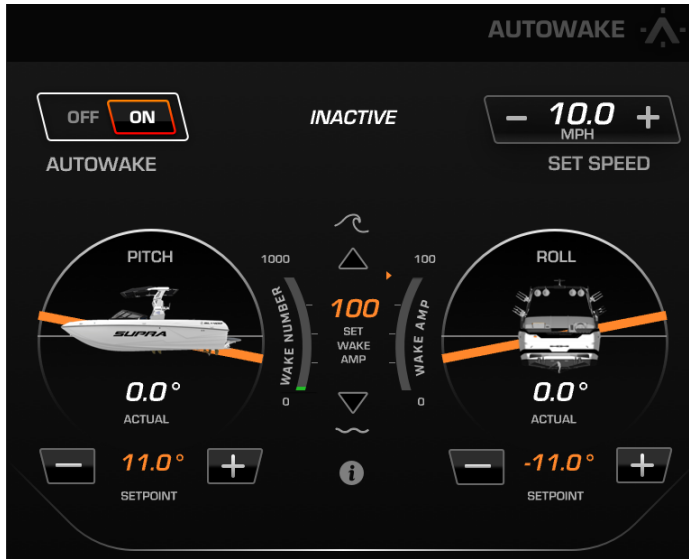 AUTOWAKE
OFF ON
INACTIVE
- 10.0 +
MPH
AUTOWAKE
SET SPEED
PITCH
1000
100
ROLL
WAKE NUMBER
100
SET
WAKE
AMP
WAKE AMP
SUPRA
0
0
0.0°
ACTUAL
0.0°
ACTUAL
- 11.0° +
SETPOINT
i
- -11.0° +
SETPOINT